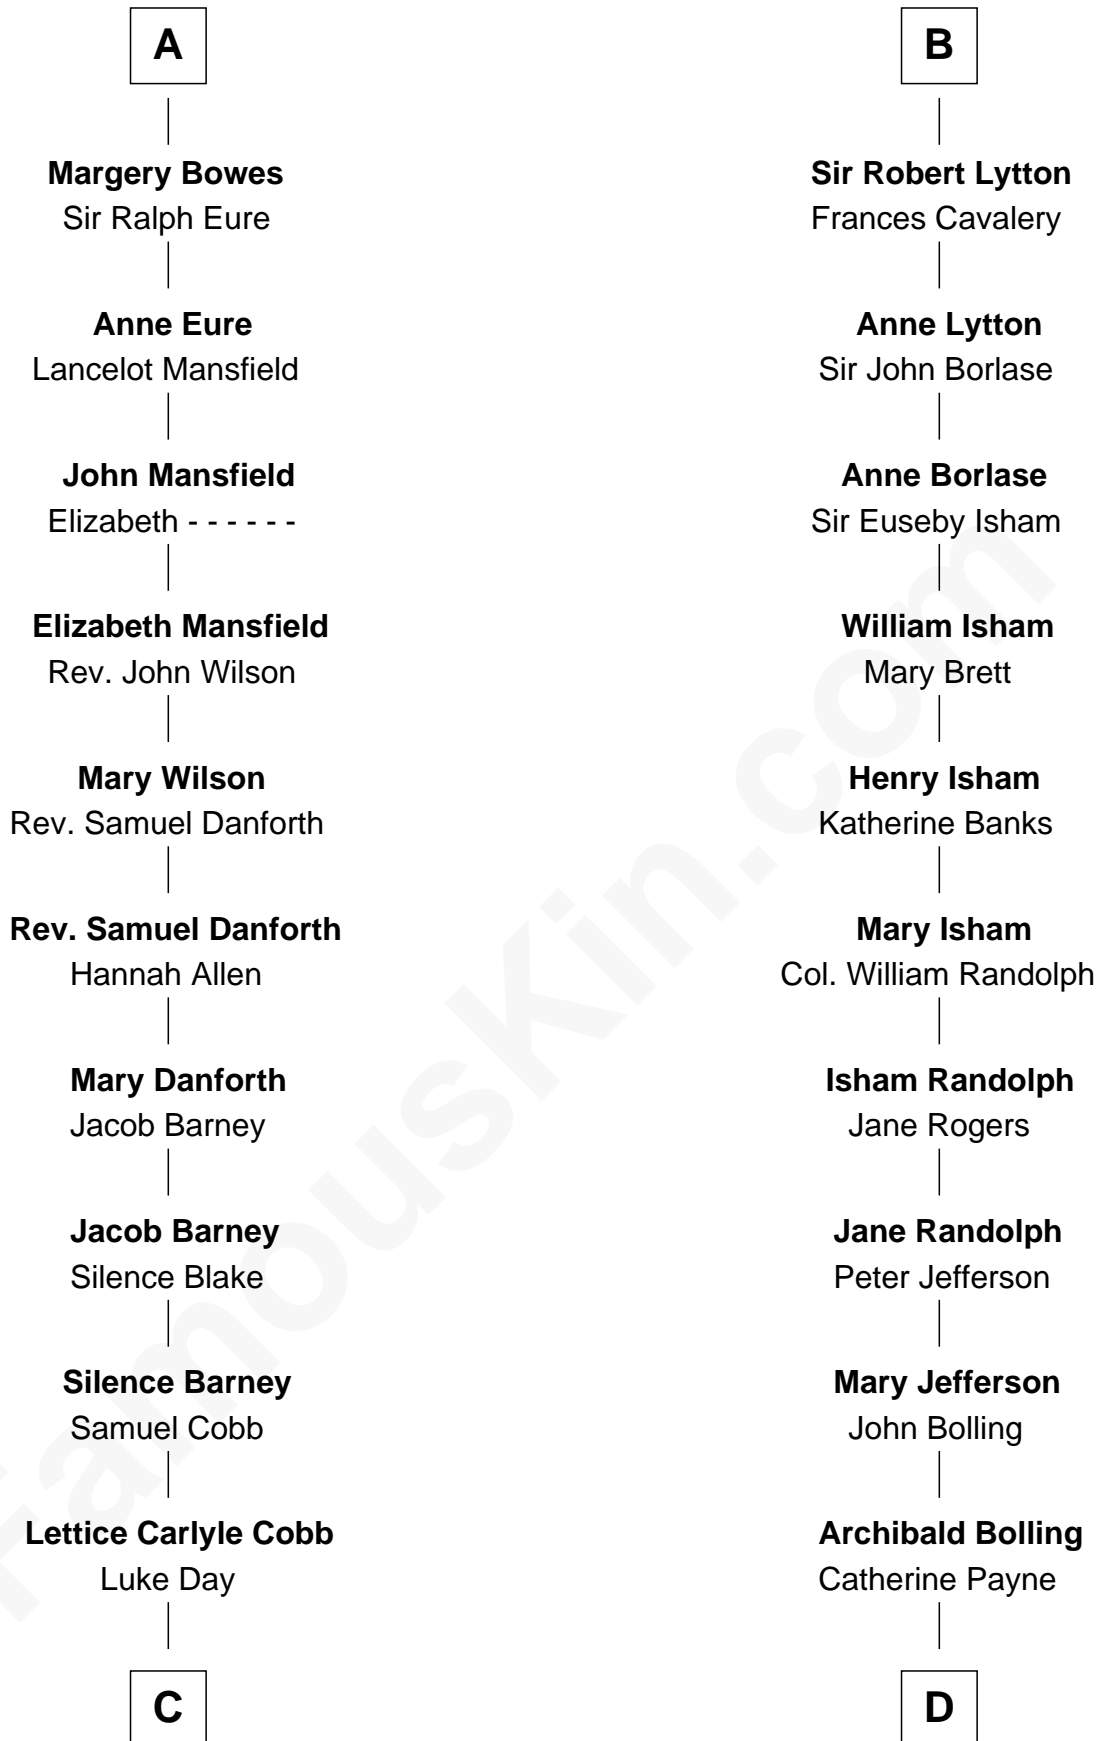 A
Margery Bowes
Sir Ralph Eure
Anne Eure
Lancelot Mansfield
John Mansfield
Elizabeth - - - - - -
Elizabeth Mansfield
Rev. John Wilson
Mary Wilson
Rev. Samuel Danforth
Rev. Samuel Danforth
Hannah Allen
Mary Danforth
Jacob Barney
Jacob Barney
Silence Blake
Silence Barney
Samuel Cobb
Lettice Carlyle Cobb
Luke Day
C
B
Sir Robert Lytton
Frances Cavalery
Anne Lytton
Sir John Borlase
Anne Borlase
Sir Euseby Isham
William Isham
Mary Brett
Henry Isham
Katherine Banks
Mary Isham
Col. William Randolph
Isham Randolph
Jane Rogers
Jane Randolph
Peter Jefferson
Mary Jefferson
John Bolling
Archibald Bolling
Catherine Payne
D
FamousKin.com